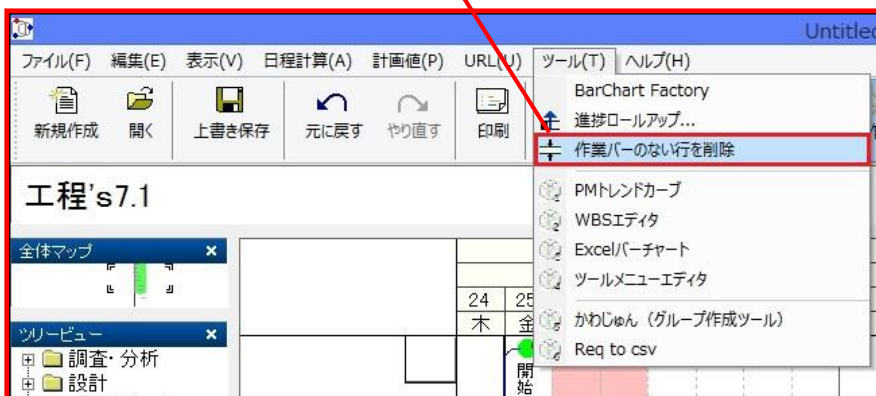 Untitled
ファイル(F) 編集(E) 表示(V) 日程計算(A) 計画値(P) URL(U) ツール(T) ヘルプ(H)
新規作成 開く 上書き保存 元に戻す やり直す 印刷
BarChart Factory
進捗ロールアップ...
作業バーのない行を削除
PMトレンドカーブ
WBSエディタ
Excelバーチャート
ツールメニューエディタ
かわじゅん（グループ作成ツール）
Req to csv
工程's7.1
全体マップ
24 25
木 金
ツリービュー
調査・分析
設計
開始